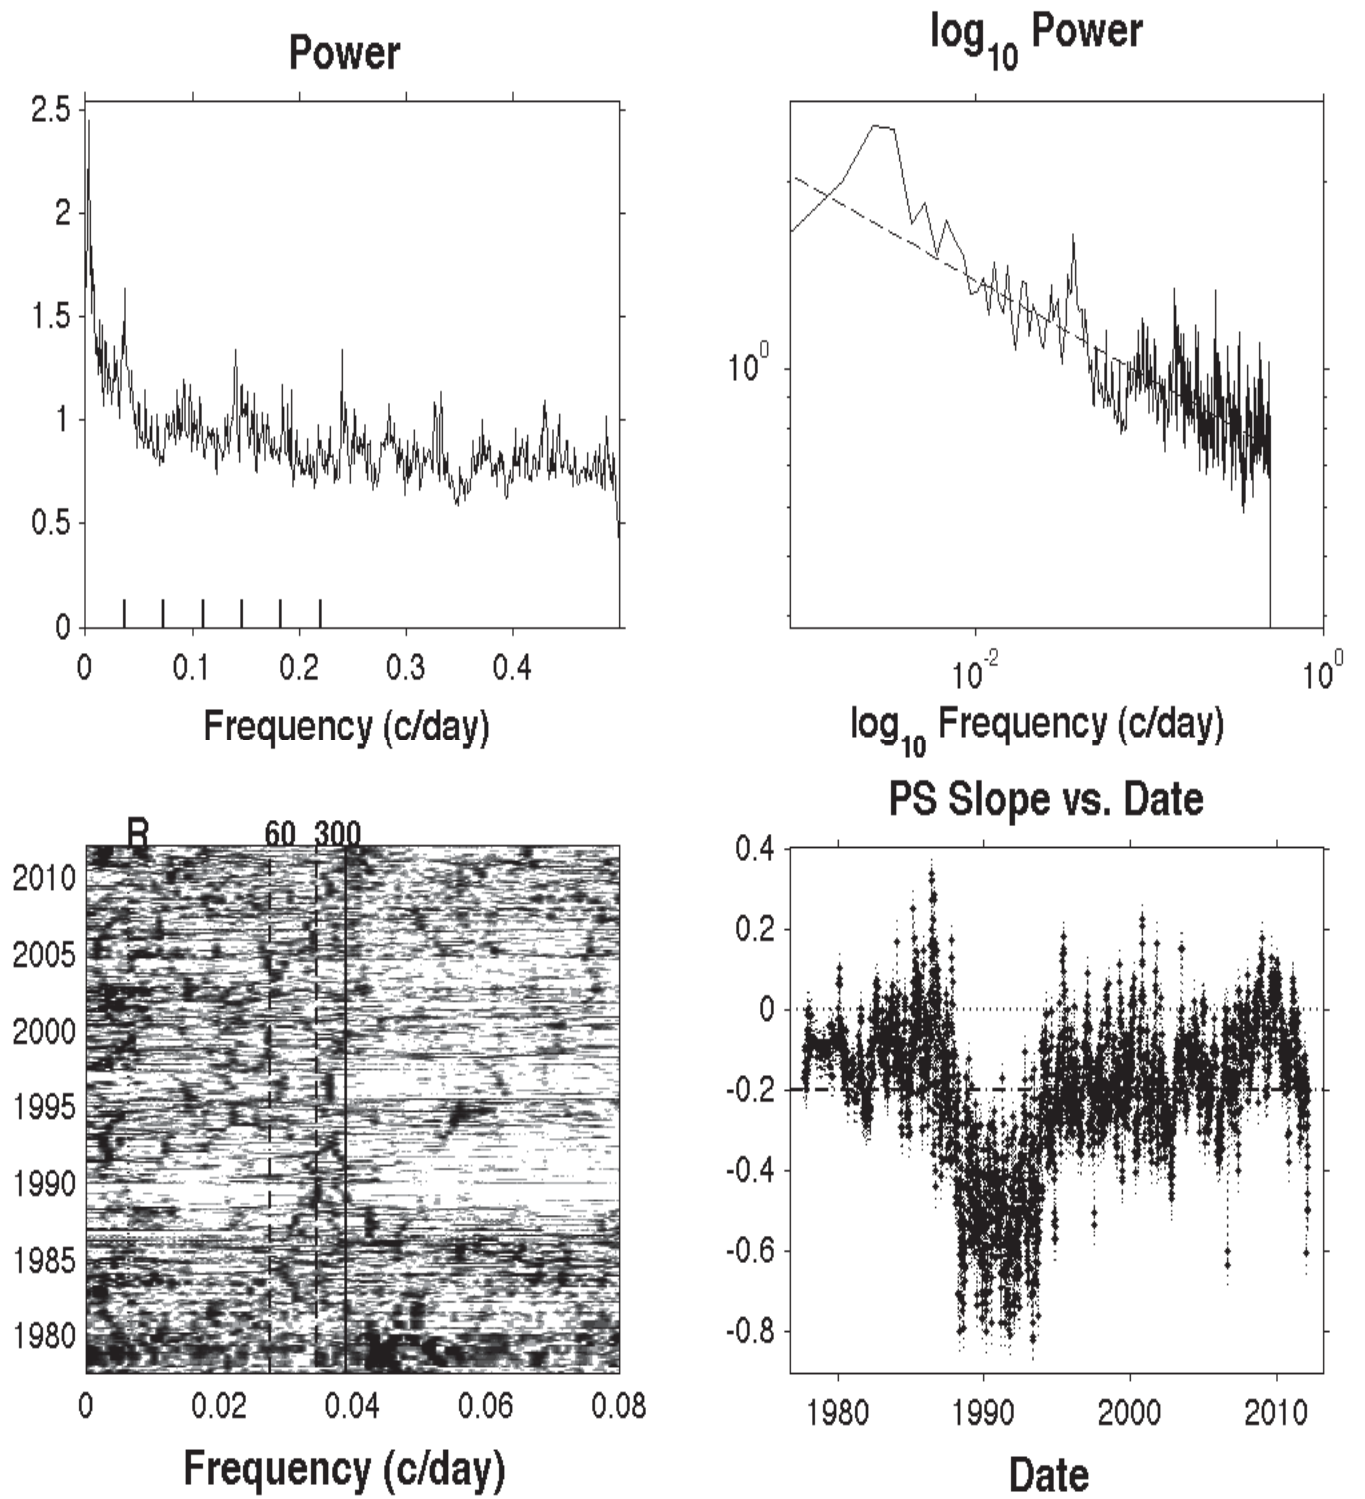 Power
2.5
2
1.5
1
0.5
0
0 0.1 0.2 0.3 0.4
Frequency (c/day)
log10 Power
10^0
10^-2 10^0
log10 Frequency (c/day)
R 60 300
2010
2005
2000
1995
1990
1985
1980
0 0.02 0.04 0.06 0.08
Frequency (c/day)
PS Slope vs. Date
0.4
0.2
0
-0.2
-0.4
-0.6
-0.8
1980 1990 2000 2010
Date